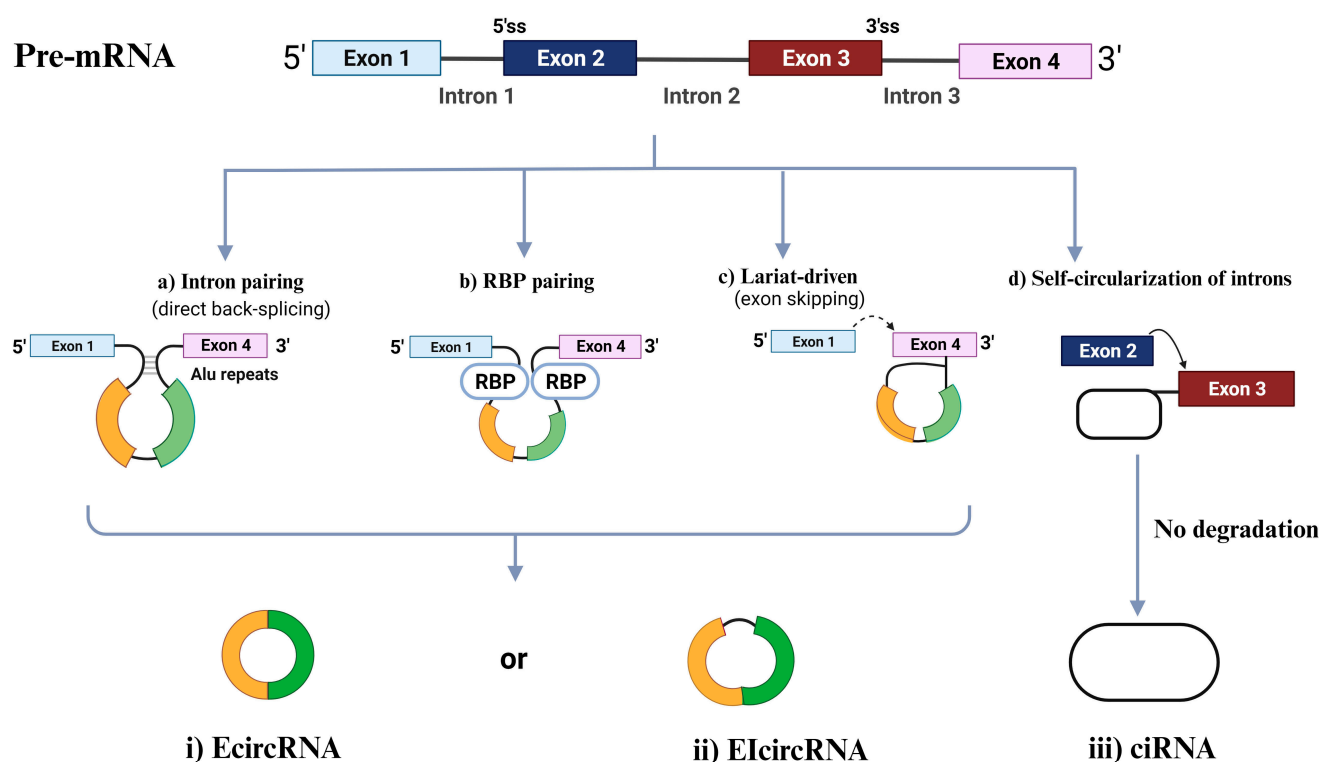 5'ss 3'ss
Pre-mRNA 5' Exon 1 Exon 2 Exon 3 Exon 4 3'
Intron 1 Intron 2 Intron 3
a) Intron pairing
(direct back-splicing)
5' Exon 1 Exon 4 3'
Alu repeats
b) RBP pairing
5' Exon 1 Exon 4 3'
RBP RBP
c) Lariat-driven
(exon skipping)
5' Exon 1 Exon 4 3'
d) Self-circularization of introns
Exon 2
Exon 3
No degradation
or
i) EcircRNA
ii) EIcircRNA
iii) ciRNA